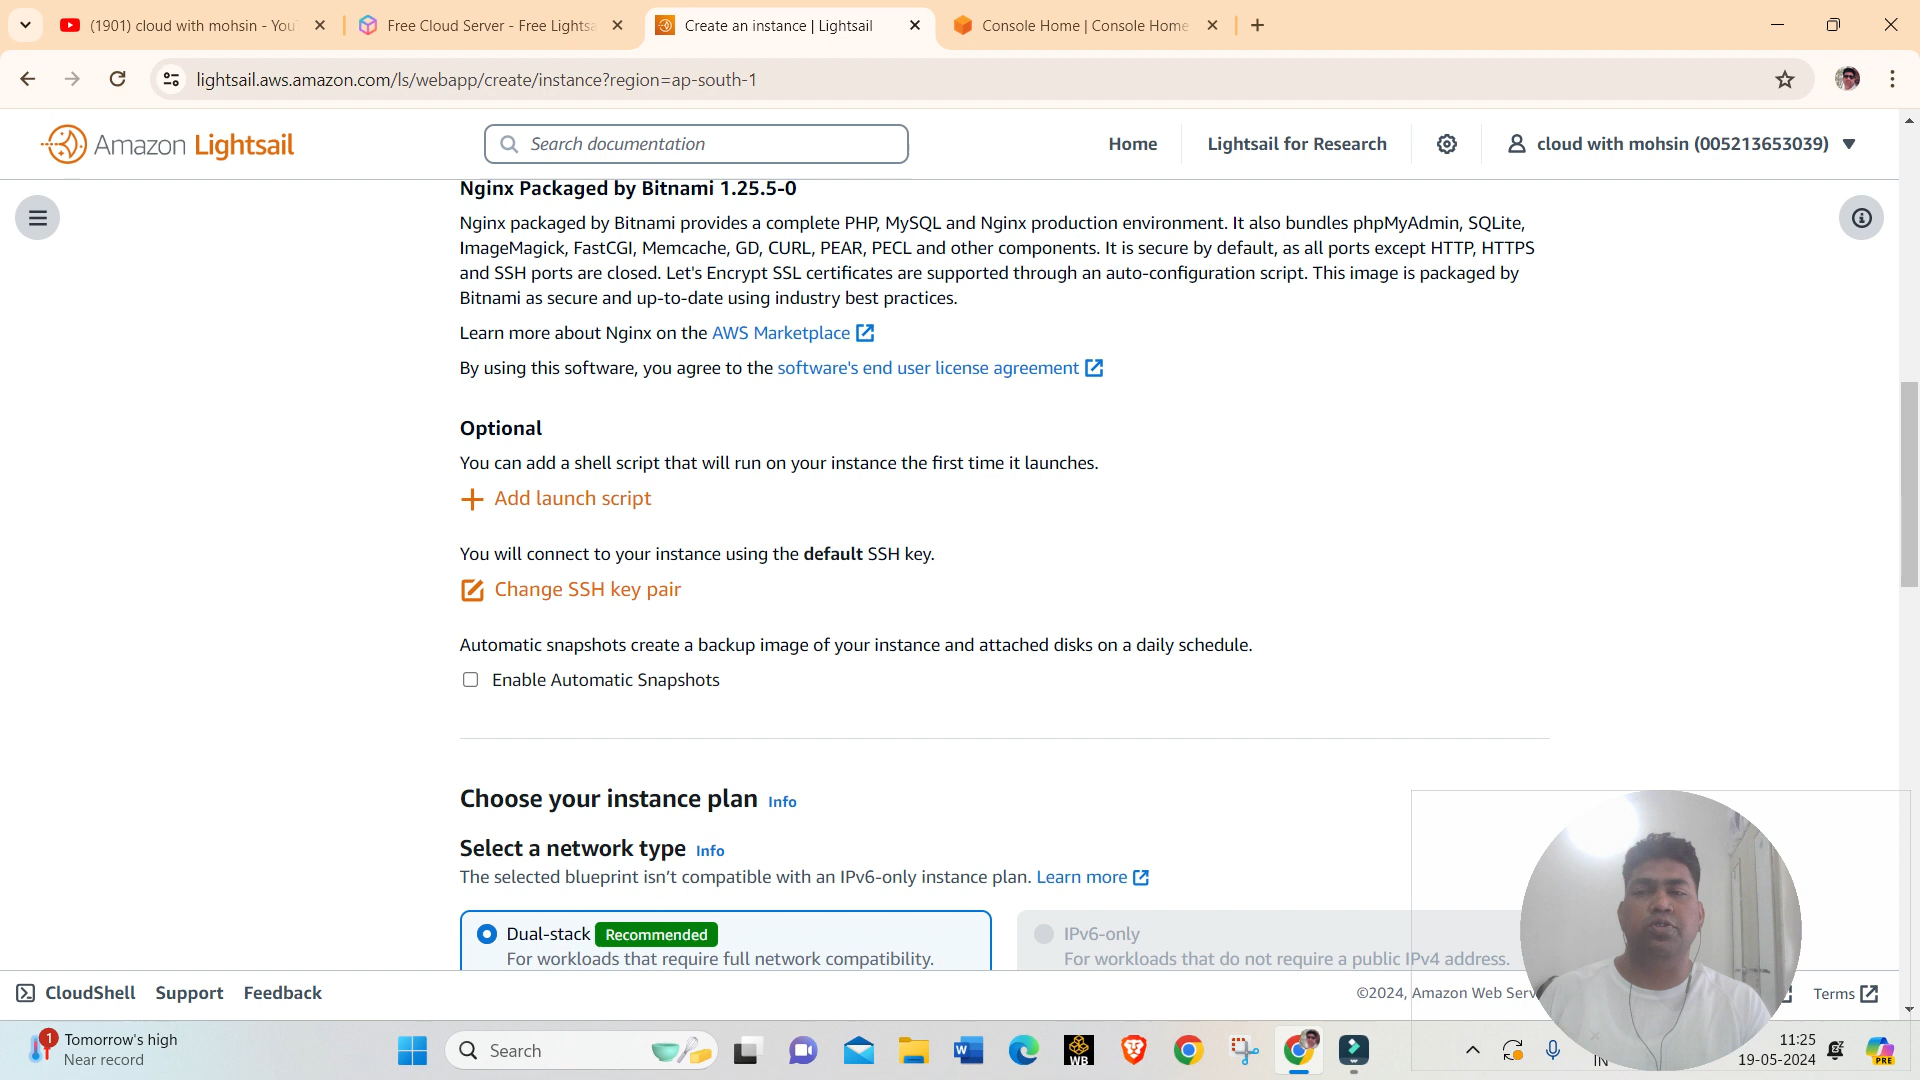 (1901) cloud with mohsin - You
Free Cloud Server - Free Lightsa
Create an instance | Lightsail
Console Home | Console Home
lightsail.aws.amazon.com/ls/webapp/create/instance?region=ap-south-1
Amazon Lightsail
Search documentation
Home
Lightsail for Research
cloud with mohsin (005213653039)
Nginx Packaged by Bitnami 1.25.5-0
Nginx packaged by Bitnami provides a complete PHP, MySQL and Nginx production environment. It also bundles phpMyAdmin, SQLite,
ImageMagick, FastCGI, Memcache, GD, CURL, PEAR, PECL and other components. It is secure by default, as all ports except HTTP, HTTPS
and SSH ports are closed. Let's Encrypt SSL certificates are supported through an auto-configuration script. This image is packaged by
Bitnami as secure and up-to-date using industry best practices.
Learn more about Nginx on the AWS Marketplace
By using this software, you agree to the software's end user license agreement
Optional
You can add a shell script that will run on your instance the first time it launches.
Add launch script
You will connect to your instance using the default SSH key.
Change SSH key pair
Automatic snapshots create a backup image of your instance and attached disks on a daily schedule.
Enable Automatic Snapshots
Choose your instance plan Info
Select a network type Info
The selected blueprint isn't compatible with an IPv6-only instance plan. Learn more
Dual-stack Recommended
For workloads that require full network compatibility.
IPv6-only
For workloads that do not require a public IPv4 address.
CloudShell
Support
Feedback
©2024, Amazon Web Serv
Terms
1
Tomorrow's high
Near record
Search
W
WB
IN
11:25
19-05-2024
PRE